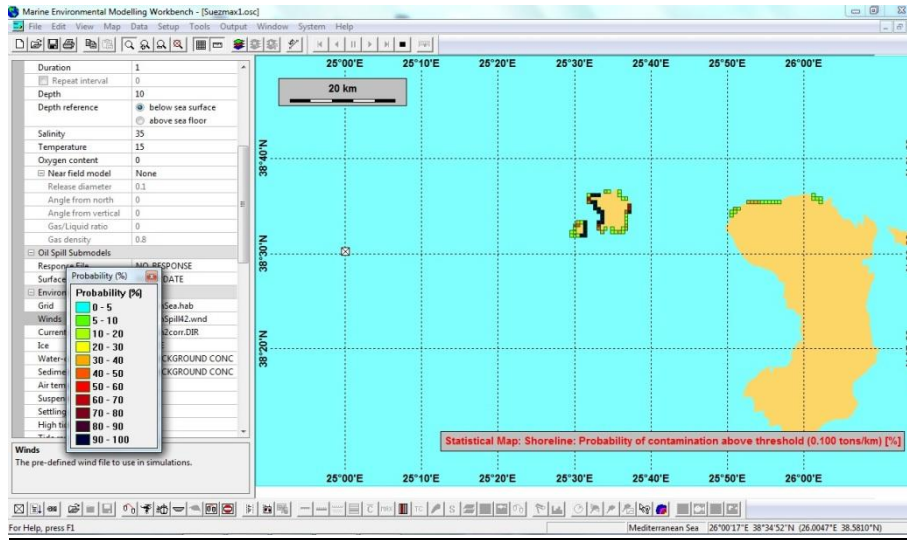 Marine Environmental Modelling Workbench - [Suezmax1.osc]
File Edit View Map Data Setup Tools Output Window System Help
Duration 1
Repeat interval 0
Depth 10
Depth reference below sea surface
above sea floor
Salinity 35
Temperature 15
Oxygen content 0
Near field model None
Release diameter 0.1
Angle from north 0
Angle from vertical 0
Gas/Liquid ratio 0
Gas density 0.8
Oil Spill Submodels
Response File NO-RESPONSE
Surface DATE
Environ
Grid Sea.hab
Winds Spill42.wnd
Current 2corr.DIR
Ice
Water- KGROUND CONC
Sedime KGROUND CONC
Air tem
Suspen
Settling
High tid
Probability (%)
Probability (%)
0 - 5
5 - 10
10 - 20
20 - 30
30 - 40
40 - 50
50 - 60
60 - 70
70 - 80
80 - 90
90 - 100
Winds
The pre-defined wind file to use in simulations.
25°00'E 25°10'E 25°20'E 25°30'E 25°40'E 25°50'E 26°00'E
20 km
38°40'N
38°30'N
38°20'N
Statistical Map: Shoreline: Probability of contamination above threshold (0.100 tons/km) [%]
25°00'E 25°10'E 25°20'E 25°30'E 25°40'E 25°50'E 26°00'E
For Help, press F1
Mediterranean Sea 26°00'17"E 38°34'52"N (26.0047°E 38.5810°N)